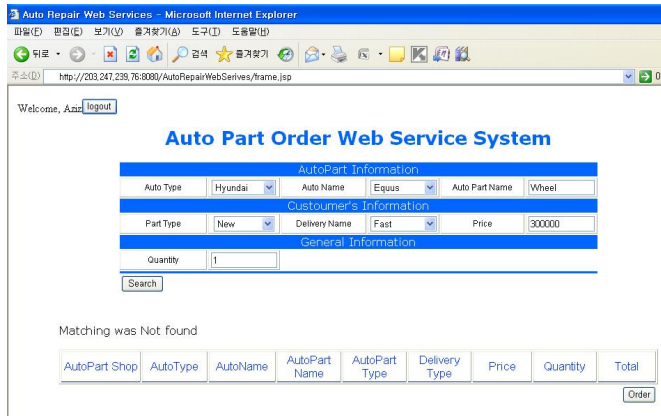 Auto Repair Web Services - Microsoft Internet Explorer
파일(F) 편집(E) 보기(V) 즐겨찾기(A) 도구(T) 도움말(H)
뒤로 검색 즐겨찾기
주소(D) http://203,247,239,76:8080/AutoRepairWebSerives/frame.jsp
Welcome, Aziz logout
Auto Part Order Web Service System
AutoPart Information
Auto Type Hyundai Auto Name Equus Auto Part Name Wheel
Custoumer's Information
Part Type New Delivery Name Fast Price 300000
General Information
Quantity 1
Search
Matching was Not found
AutoPart Shop AutoType AutoName AutoPart Name AutoPart Type Delivery Type Price Quantity Total
Order